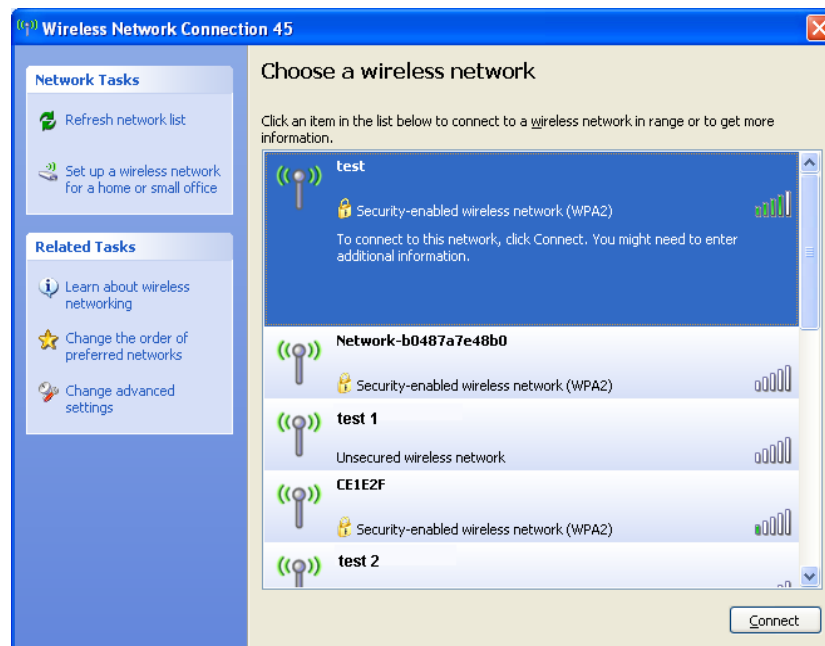 Wireless Network Connection 45
Network Tasks
Refresh network list
Set up a wireless network
for a home or small office
Related Tasks
Learn about wireless
networking
Change the order of
preferred networks
Change advanced
settings
Choose a wireless network
Click an item in the list below to connect to a wireless network in range or to get more
information.
test
Security-enabled wireless network (WPA2)
To connect to this network, click Connect. You might need to enter
additional information.
Network-b0487a7e48b0
Security-enabled wireless network (WPA2)
test 1
Unsecured wireless network
CE1E2F
Security-enabled wireless network (WPA2)
test 2
Connect